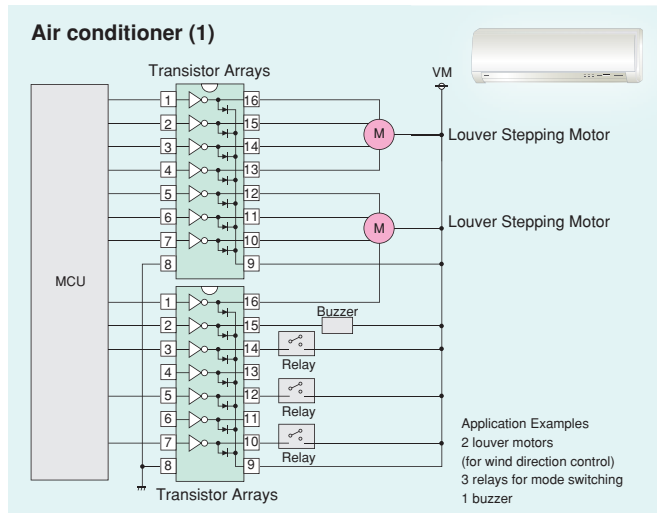 Air conditioner (1)
Transistor Arrays
VM
1 16
2 15
3 14
4 13
5 12
6 11
7 10
8 9
M
Louver Stepping Motor
M
Louver Stepping Motor
MCU
1 16
2 15
3 14
4 13
5 12
6 11
7 10
8 9
Buzzer
Relay
Relay
Relay
Transistor Arrays
Application Examples
2 louver motors
(for wind direction control)
3 relays for mode switching
1 buzzer